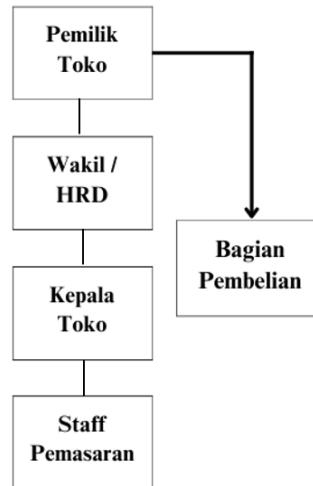 Pemilik
Toko
Wakil /
HRD
Bagian
Pembelian
Kepala
Toko
Staff
Pemasaran